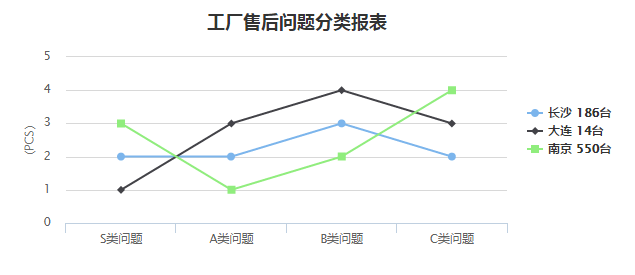 工厂售后问题分类报表
(PCS)
5
4
3
2
1
0
S类问题
A类问题
B类问题
C类问题
长沙 186台
大连 14台
南京 550台